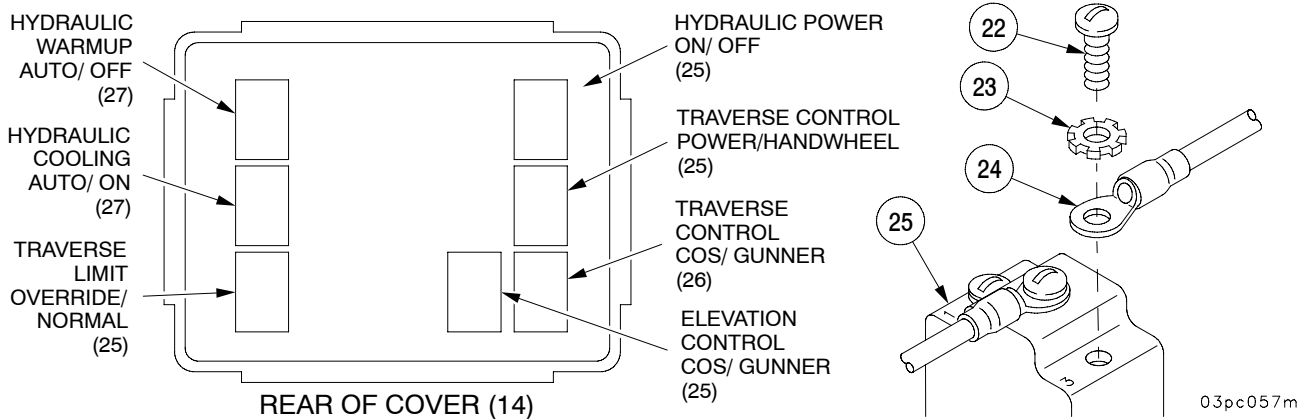 HYDRAULIC
WARMUP
AUTO/ OFF
(27)
HYDRAULIC
COOLING
AUTO/ ON
(27)
TRAVERSE
LIMIT
OVERRIDE/
NORMAL
(25)
HYDRAULIC POWER
ON/ OFF
(25)
TRAVERSE CONTROL
POWER/HANDWHEEL
(25)
TRAVERSE
CONTROL
COS/ GUNNER
(26)
ELEVATION
CONTROL
COS/ GUNNER
(25)
REAR OF COVER (14)
22
23
24
25
1
3
03pc057m